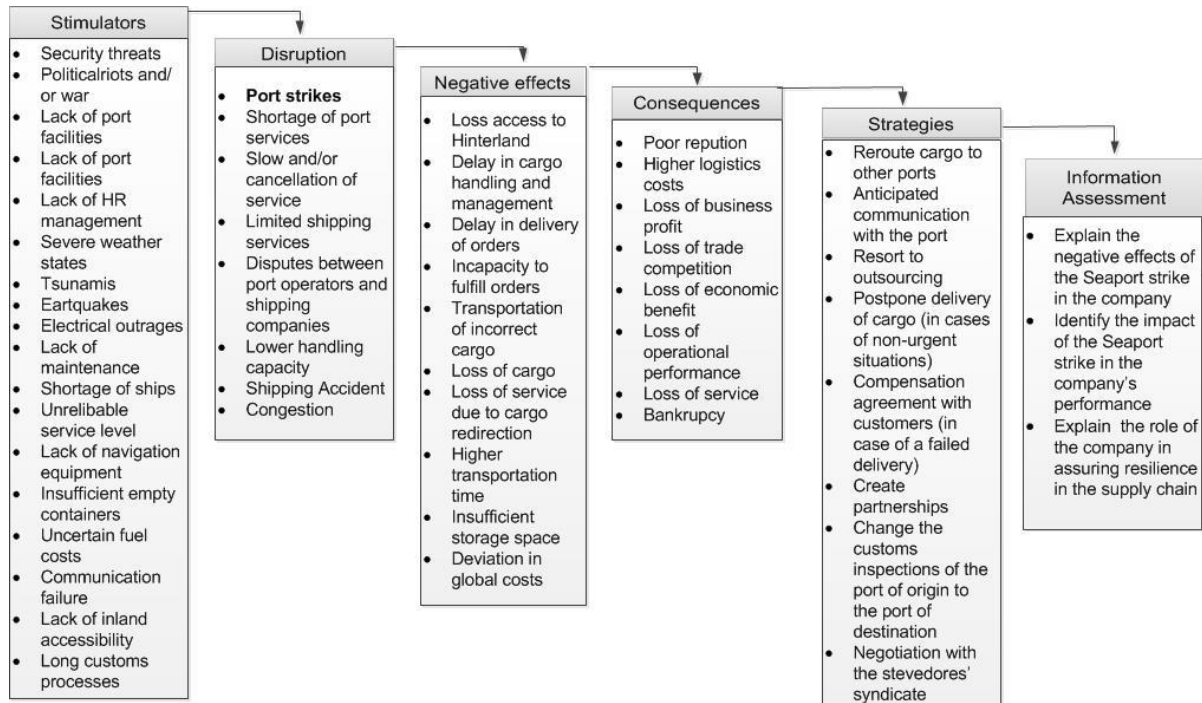 Stimulators
Security threats
Politicalriots and/
or war
Lack of port
facilities
Lack of port
facilities
Lack of HR
management
Severe weather
states
Tsunamis
Eartquakes
Electrical outrages
Lack of
maintenance
Shortage of ships
Unrelibable
service level
Lack of navigation
equipment
Insufficient empty
containers
Uncertain fuel
costs
Communication
failure
Lack of inland
accessibility
Long customs
processes
Disruption
Port strikes
Shortage of port
services
Slow and/or
cancellation of
service
Limited shipping
services
Disputes between
port operators and
shipping
companies
Lower handling
capacity
Shipping Accident
Congestion
Negative effects
Loss access to
Hinterland
Delay in cargo
handling and
management
Delay in delivery
of orders
Incapacity to
fulfill orders
Transportation
of incorrect
cargo
Loss of cargo
Loss of service
due to cargo
redirection
Higher
transportation
time
Insufficient
storage space
Deviation in
global costs
Consequences
Poor repution
Higher logistics
costs
Loss of business
profit
Loss of trade
competition
Loss of economic
benefit
Loss of
operational
performance
Loss of service
Bankrupcy
Strategies
Reroute cargo to
other ports
Anticipated
communication
with the port
Resort to
outsourcing
Postpone delivery
of cargo (in cases
of non-urgent
situations)
Compensation
agreement with
customers (in
case of a failed
delivery)
Create
partnerships
Change the
customs
inspections of the
port of origin to
the port of
destination
Negotiation with
the stevedores'
syndicate
Information
Assessment
Explain the
negative effects of
the Seaport strike
in the company
Identify the impact
of the Seaport
strike in the
company's
performance
Explain the role of
the company in
assuring resilience
in the supply chain